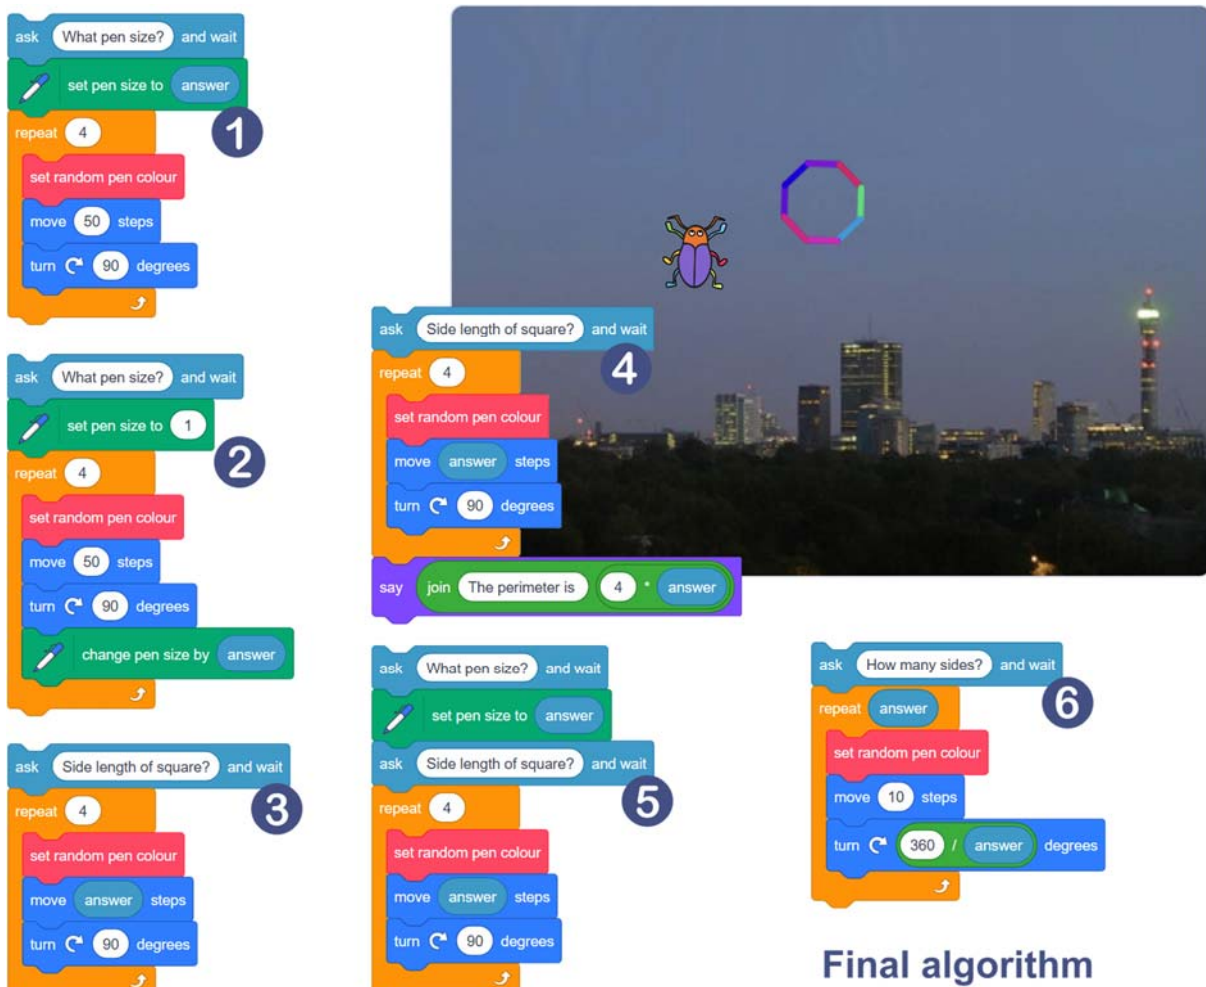 ask What pen size? and wait
set pen size to answer
1
repeat 4
set random pen colour
move 50 steps
turn 90 degrees
ask What pen size? and wait
set pen size to 1
2
repeat 4
set random pen colour
move 50 steps
turn 90 degrees
change pen size by answer
ask Side length of square? and wait
3
repeat 4
set random pen colour
move answer steps
turn 90 degrees
ask Side length of square? and wait
4
repeat 4
set random pen colour
move answer steps
turn 90 degrees
say join The perimeter is 4 * answer
ask What pen size? and wait
set pen size to answer
ask Side length of square? and wait
5
repeat 4
set random pen colour
move answer steps
turn 90 degrees
ask How many sides? and wait
6
repeat answer
set random pen colour
move 10 steps
turn 360 / answer degrees
Final algorithm